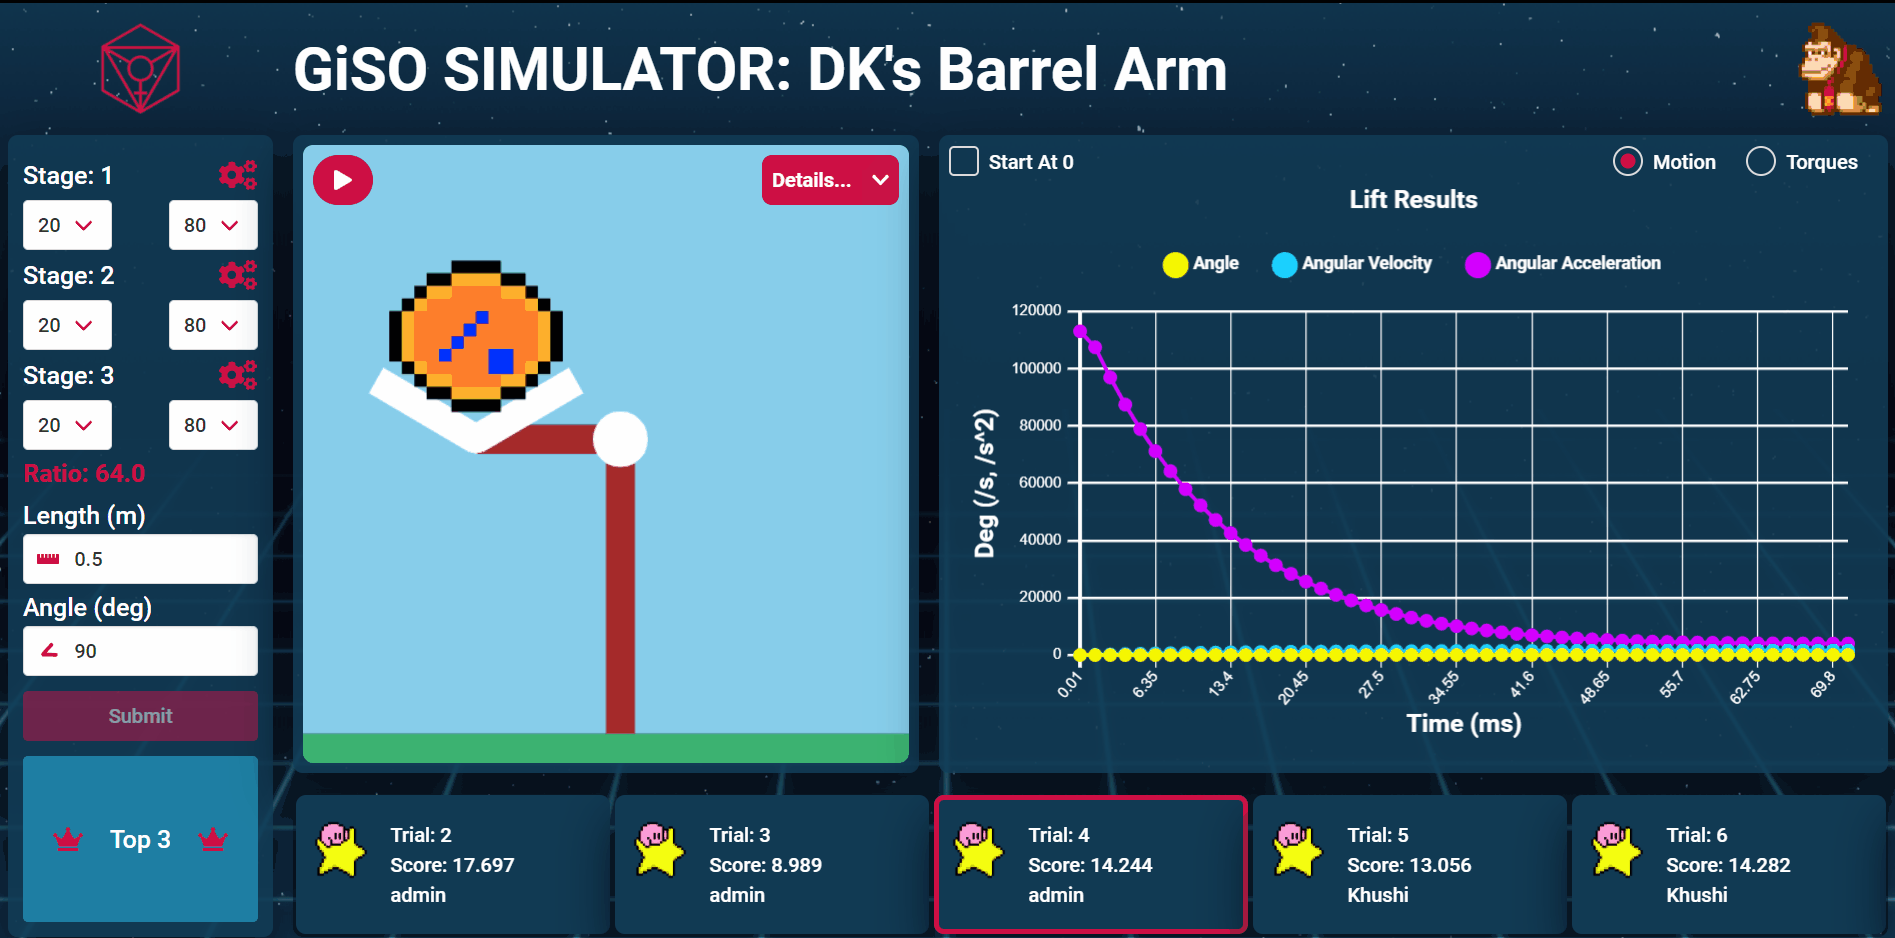 GiSO SIMULATOR: DK's Barrel Arm
Stage: 1
20 80
Stage: 2
20 80
Stage: 3
20 80
Ratio: 64.0
Length (m)
0.5
Angle (deg)
90
Submit
Top 3
Details...
Start At 0
Motion Torques
Lift Results
Angle Angular Velocity Angular Acceleration
Deg (/s, /s^2)
120000
100000
80000
60000
40000
20000
0
0.01 6.35 13.4 20.45 27.5 34.55 41.6 48.65 55.7 62.75 69.8
Time (ms)
Trial: 2
Score: 17.697
admin
Trial: 3
Score: 8.989
admin
Trial: 4
Score: 14.244
admin
Trial: 5
Score: 13.056
Khushi
Trial: 6
Score: 14.282
Khushi